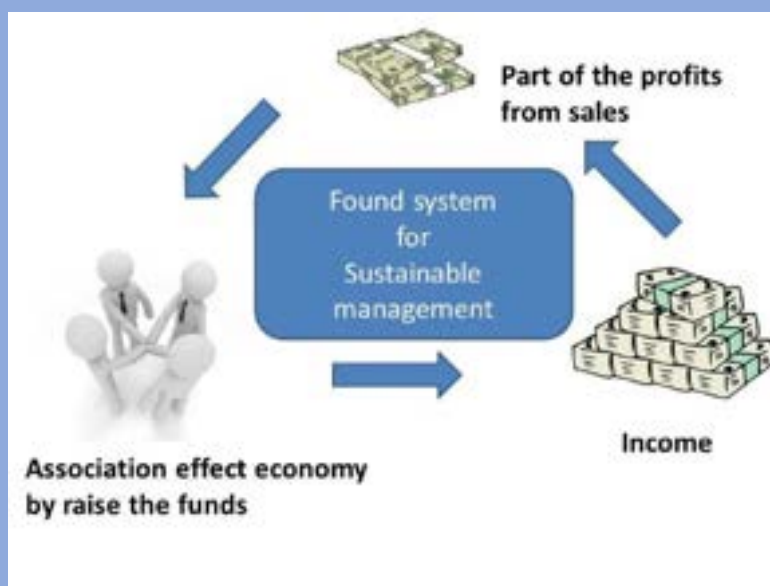 Part of the profits
from sales
Found system
for
Sustainable
management
Income
Association effect economy
by raise the funds